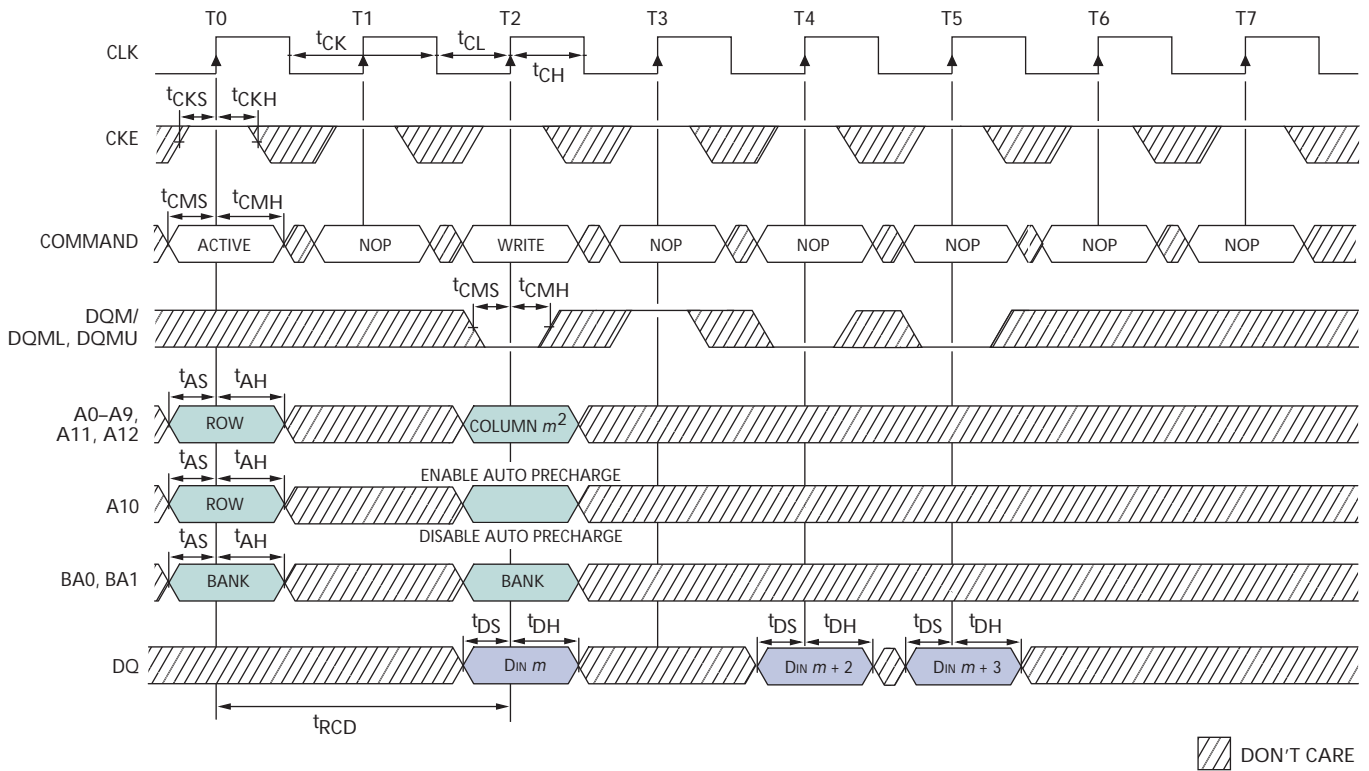 T0 T1 T2 T3 T4 T5 T6 T7
CLK
tCK tCL
tCH
tCKS tCKH
CKE
tCMS tCMH
COMMAND ACTIVE NOP WRITE NOP NOP NOP NOP NOP
tCMS tCMH
DQM/
DQML, DQMU
tAS tAH
A0–A9,
A11, A12
ROW COLUMN m²
tAS tAH
ENABLE AUTO PRECHARGE
A10 ROW
DISABLE AUTO PRECHARGE
tAS tAH
BA0, BA1 BANK BANK
tDS tDH tDS tDH tDS tDH
DQ DIN m DIN m + 2 DIN m + 3
tRCD
DON'T CARE